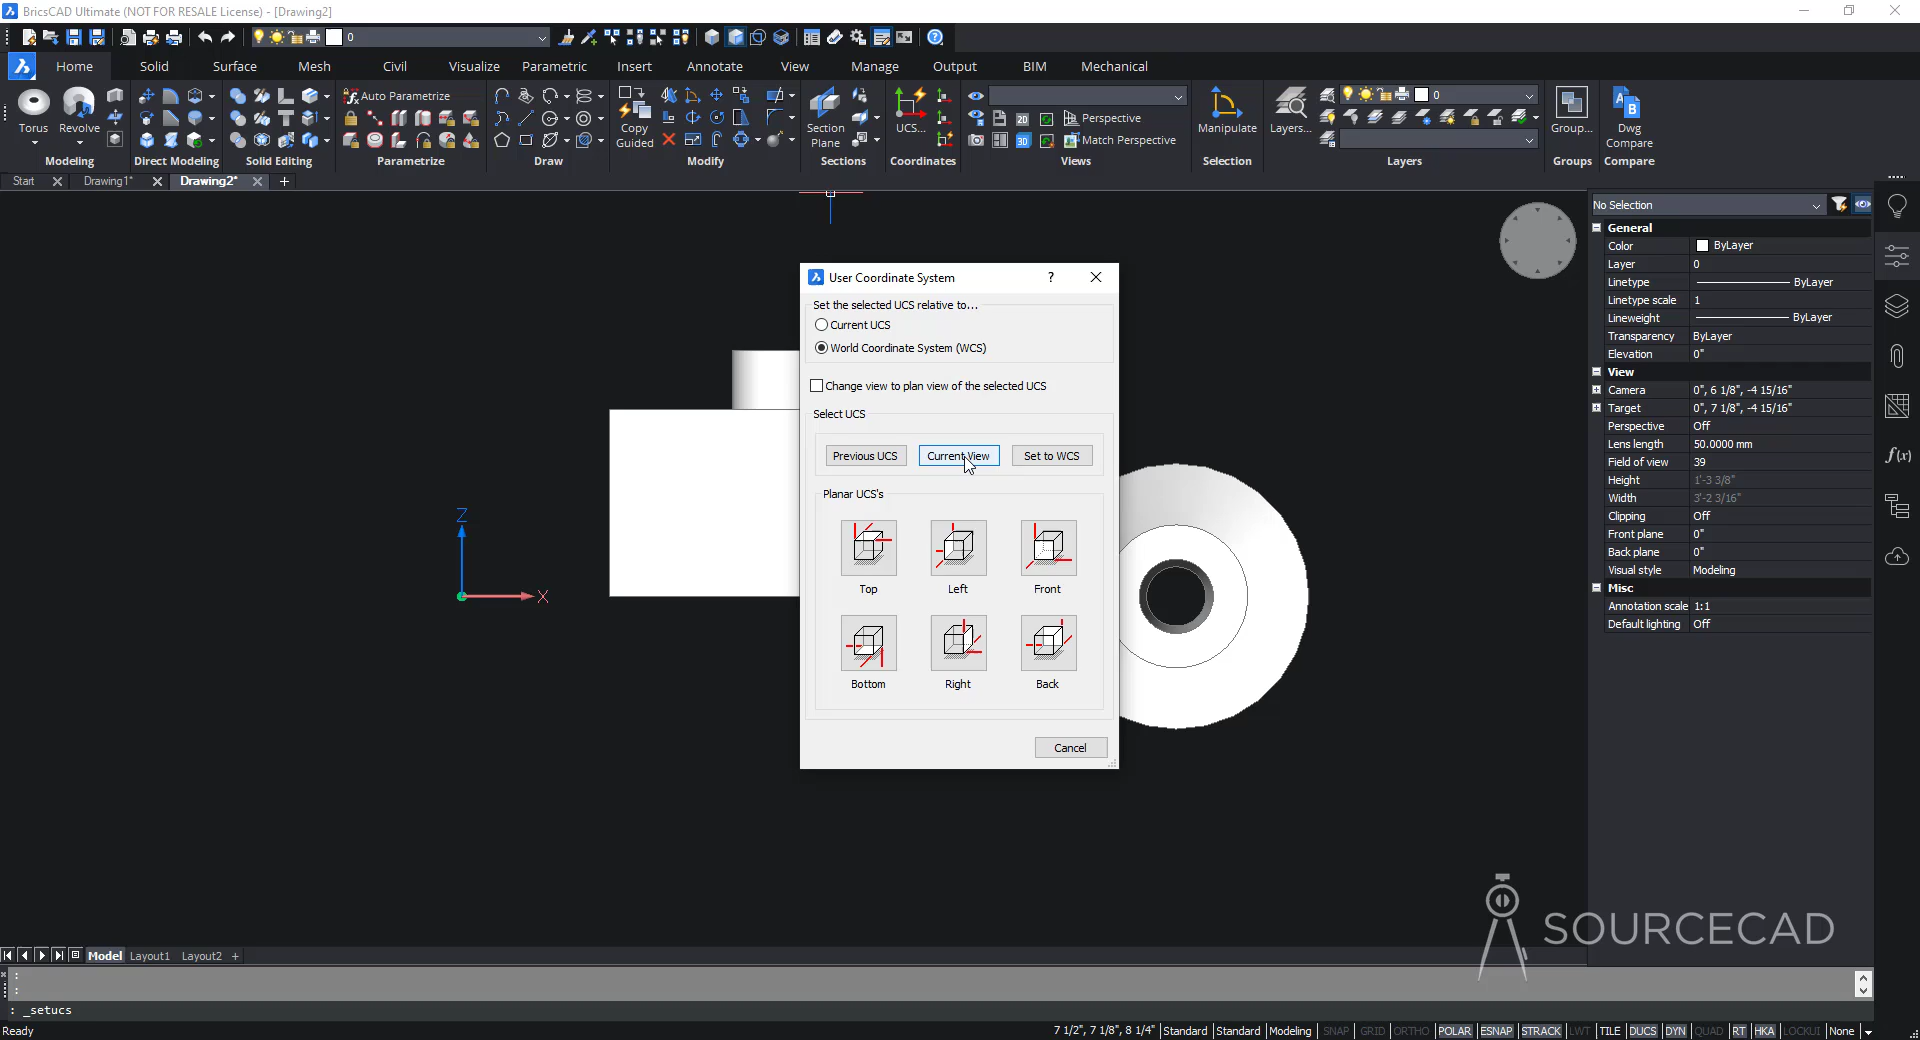 BricsCAD Ultimate (NOT FOR RESALE License) - [Drawing2]
0
Home Solid Surface Mesh Civil Visualize Parametric Insert Annotate View Manage Output BIM Mechanical
Torus
Revolve
Modeling
Direct Modeling
Solid Editing
Auto Parametrize
Parametrize
Draw
Copy
Guided
Modify
Section
Plane
Sections
UCS...
Coordinates
2D
3D
Perspective
Match Perspective
Views
Manipulate
Selection
Layers...
0
Layers
Group...
Groups
Dwg
Compare
Compare
Start Drawing1* Drawing2*
User Coordinate System
Set the selected UCS relative to...
Current UCS
World Coordinate System (WCS)
Change view to plan view of the selected UCS
Select UCS
Previous UCS Current View Set to WCS
Planar UCS's
Top Left Front
Bottom Right Back
Cancel
Z
X
No Selection
General
Color ByLayer
Layer 0
Linetype ByLayer
Linetype scale 1
Lineweight ByLayer
Transparency ByLayer
Elevation 0"
View
Camera 0", 6 1/8", -4 15/16"
Target 0", 7 1/8", -4 15/16"
Perspective Off
Lens length 50.0000 mm
Field of view 39
Height 1'-3 3/8"
Width 3'-2 3/16"
Clipping Off
Front plane 0"
Back plane 0"
Visual style Modeling
Misc
Annotation scale 1:1
Default lighting Off
f(x)
SOURCECAD
Model Layout1 Layout2 +
:
:
: _setucs
Ready
7 1/2", 7 1/8", 8 1/4" Standard Standard Modeling SNAP GRID ORTHO POLAR ESNAP STRACK LWT TILE DUCS DYN QUAD RT HKA LOCKUI None